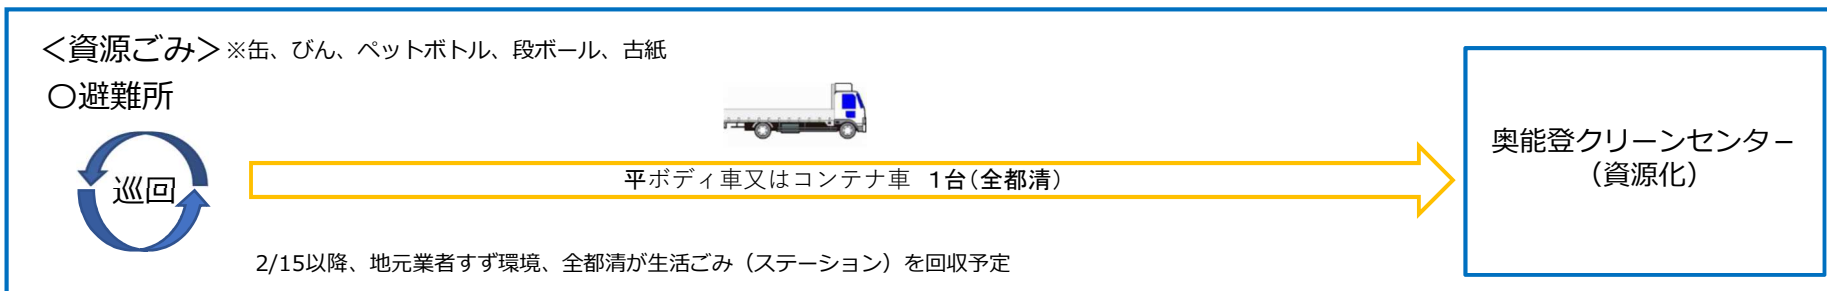 ＜資源ごみ＞※缶、びん、ペットボトル、段ボール、古紙
〇避難所
巡回
平ボディ車又はコンテナ車　1台(全都清)
奥能登クリーンセンター
（資源化）
2/15以降、地元業者すず環境、全都清が生活ごみ（ステーション）を回収予定